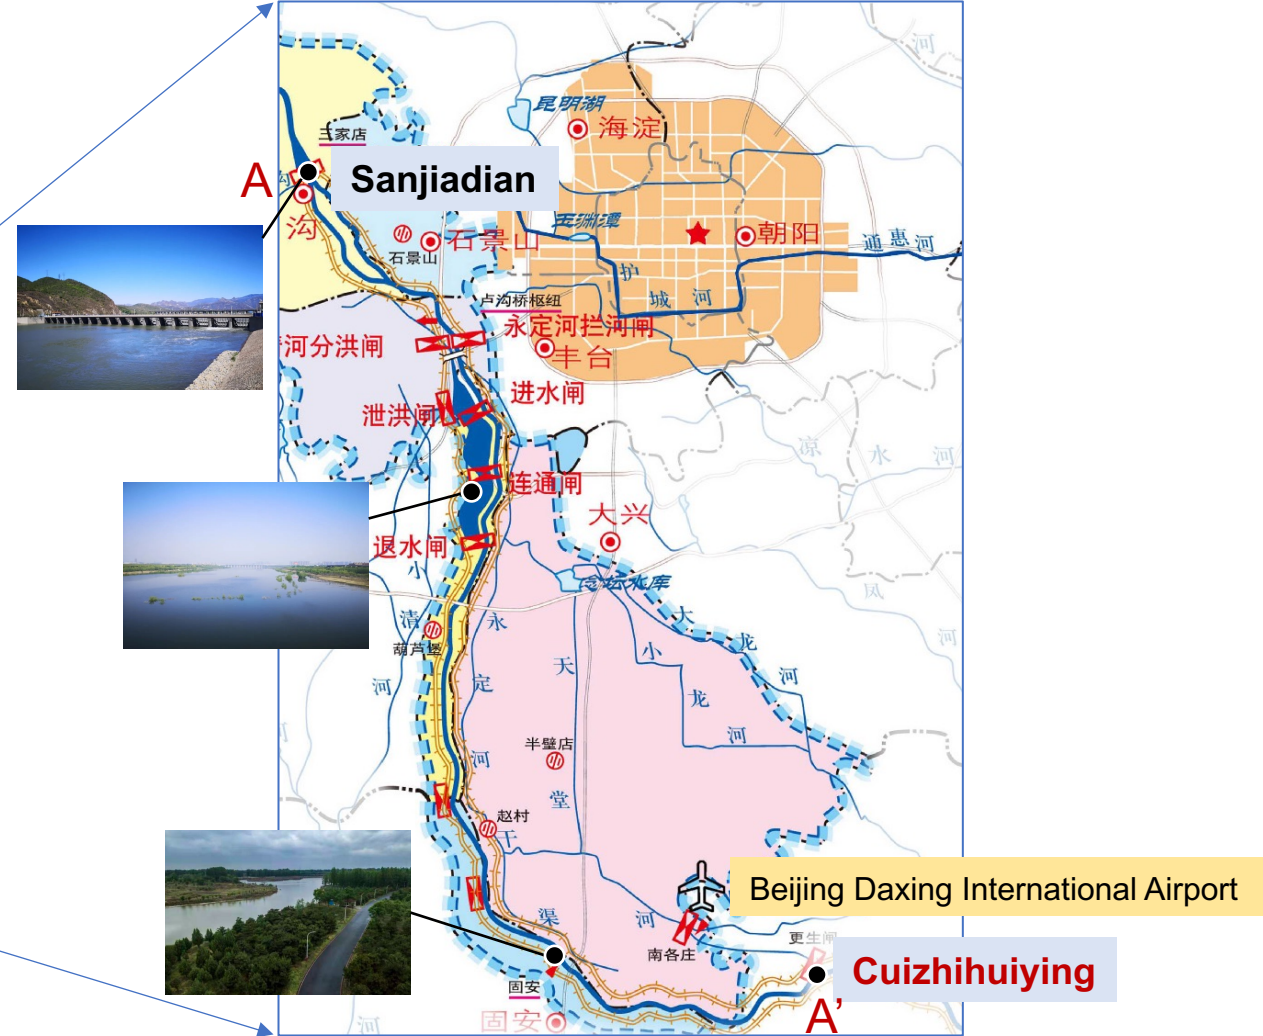 河
昆明湖
海淀
三家店
A
Sanjiadian
沟
沟
石景山
石景山
玉渊潭
朝阳
通惠河
护城河
卢沟桥枢纽
永定河拦河闸
河分洪闸
丰台
进水闸
泄洪闸
凉水河
连通闸
大兴
退水闸
念坛水库
小清河
葫芦堡
凤河
永定河
大龙河
小龙河
天堂河
半壁店
赵村
干渠
Beijing Daxing International Airport
南各庄
更生闸
Cuizhihuiying
A’
固安
固安
河
河